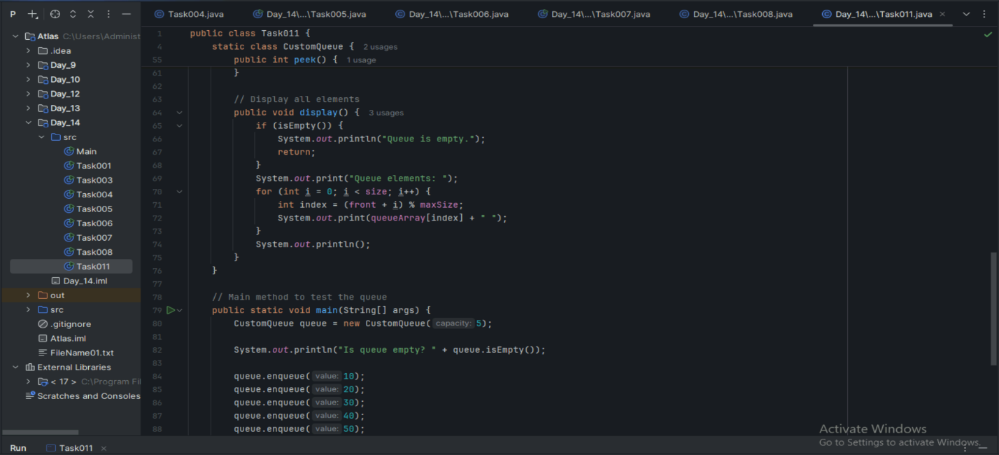 P
Task004.java Day_14\...\Task005.java Day_14\...\Task006.java Day_14\...\Task007.java Day_14\...\Task008.java Day_14\...\Task011.java
Atlas C:\Users\Administ
.idea
Day_9
Day_10
Day_12
Day_13
Day_14
src
Main
Task001
Task003
Task004
Task005
Task006
Task007
Task008
Task011
Day_14.iml
out
src
.gitignore
Atlas.iml
FileName01.txt
External Libraries
< 17 > C:\Program Fil
Scratches and Consoles
1 public class Task011 {
4 static class CustomQueue { 2 usages
55 public int peek() { 1 usage
61 }
62
63 // Display all elements
64 public void display() { 3 usages
65 if (isEmpty()) {
66 System.out.println("Queue is empty.");
67 return;
68 }
69 System.out.print("Queue elements: ");
70 for (int i = 0; i < size; i++) {
71 int index = (front + i) % maxSize;
72 System.out.print(queueArray[index] + " ");
73 }
74 System.out.println();
75 }
76 }
77
78 // Main method to test the queue
79 public static void main(String[] args) {
80 CustomQueue queue = new CustomQueue( capacity: 5);
81
82 System.out.println("Is queue empty? " + queue.isEmpty());
83
84 queue.enqueue( value: 10);
85 queue.enqueue( value: 20);
86 queue.enqueue( value: 30);
87 queue.enqueue( value: 40);
88 queue.enqueue( value: 50);
Activate Windows
Go to Settings to activate Windows.
Run Task011